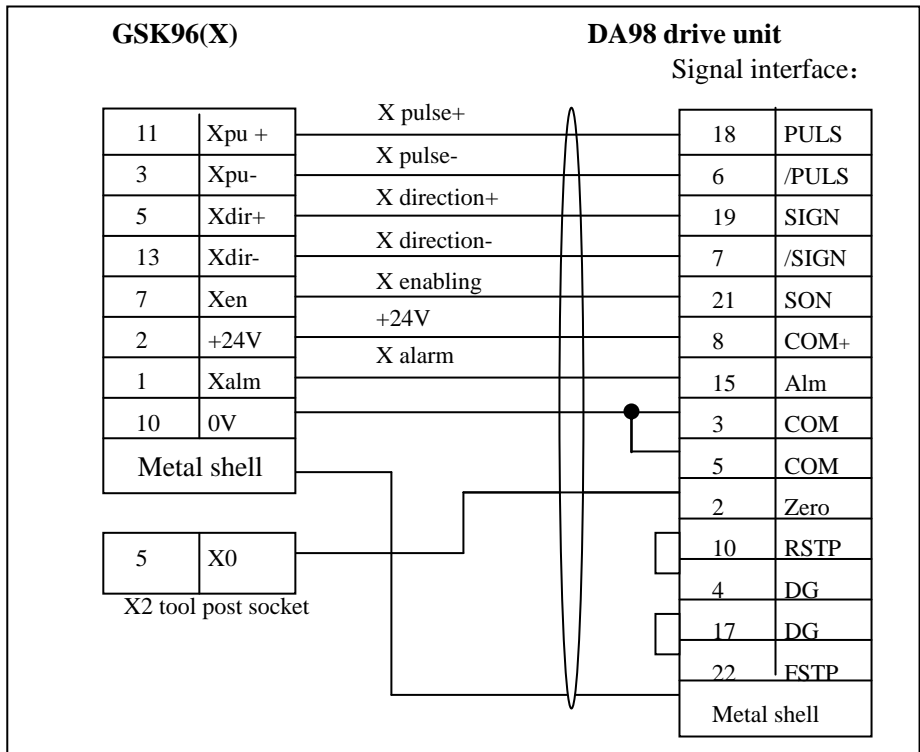 GSK96(X)
DA98 drive unit
Signal interface：
11 Xpu +
3 Xpu-
5 Xdir+
13 Xdir-
7 Xen
2 +24V
1 Xalm
10 0V
Metal shell
5 X0
X2 tool post socket
X pulse+
X pulse-
X direction+
X direction-
X enabling
+24V
X alarm
18 PULS
6 /PULS
19 SIGN
7 /SIGN
21 SON
8 COM+
15 Alm
3 COM
5 COM
2 Zero
10 RSTP
4 DG
17 DG
22 FSTP
Metal shell